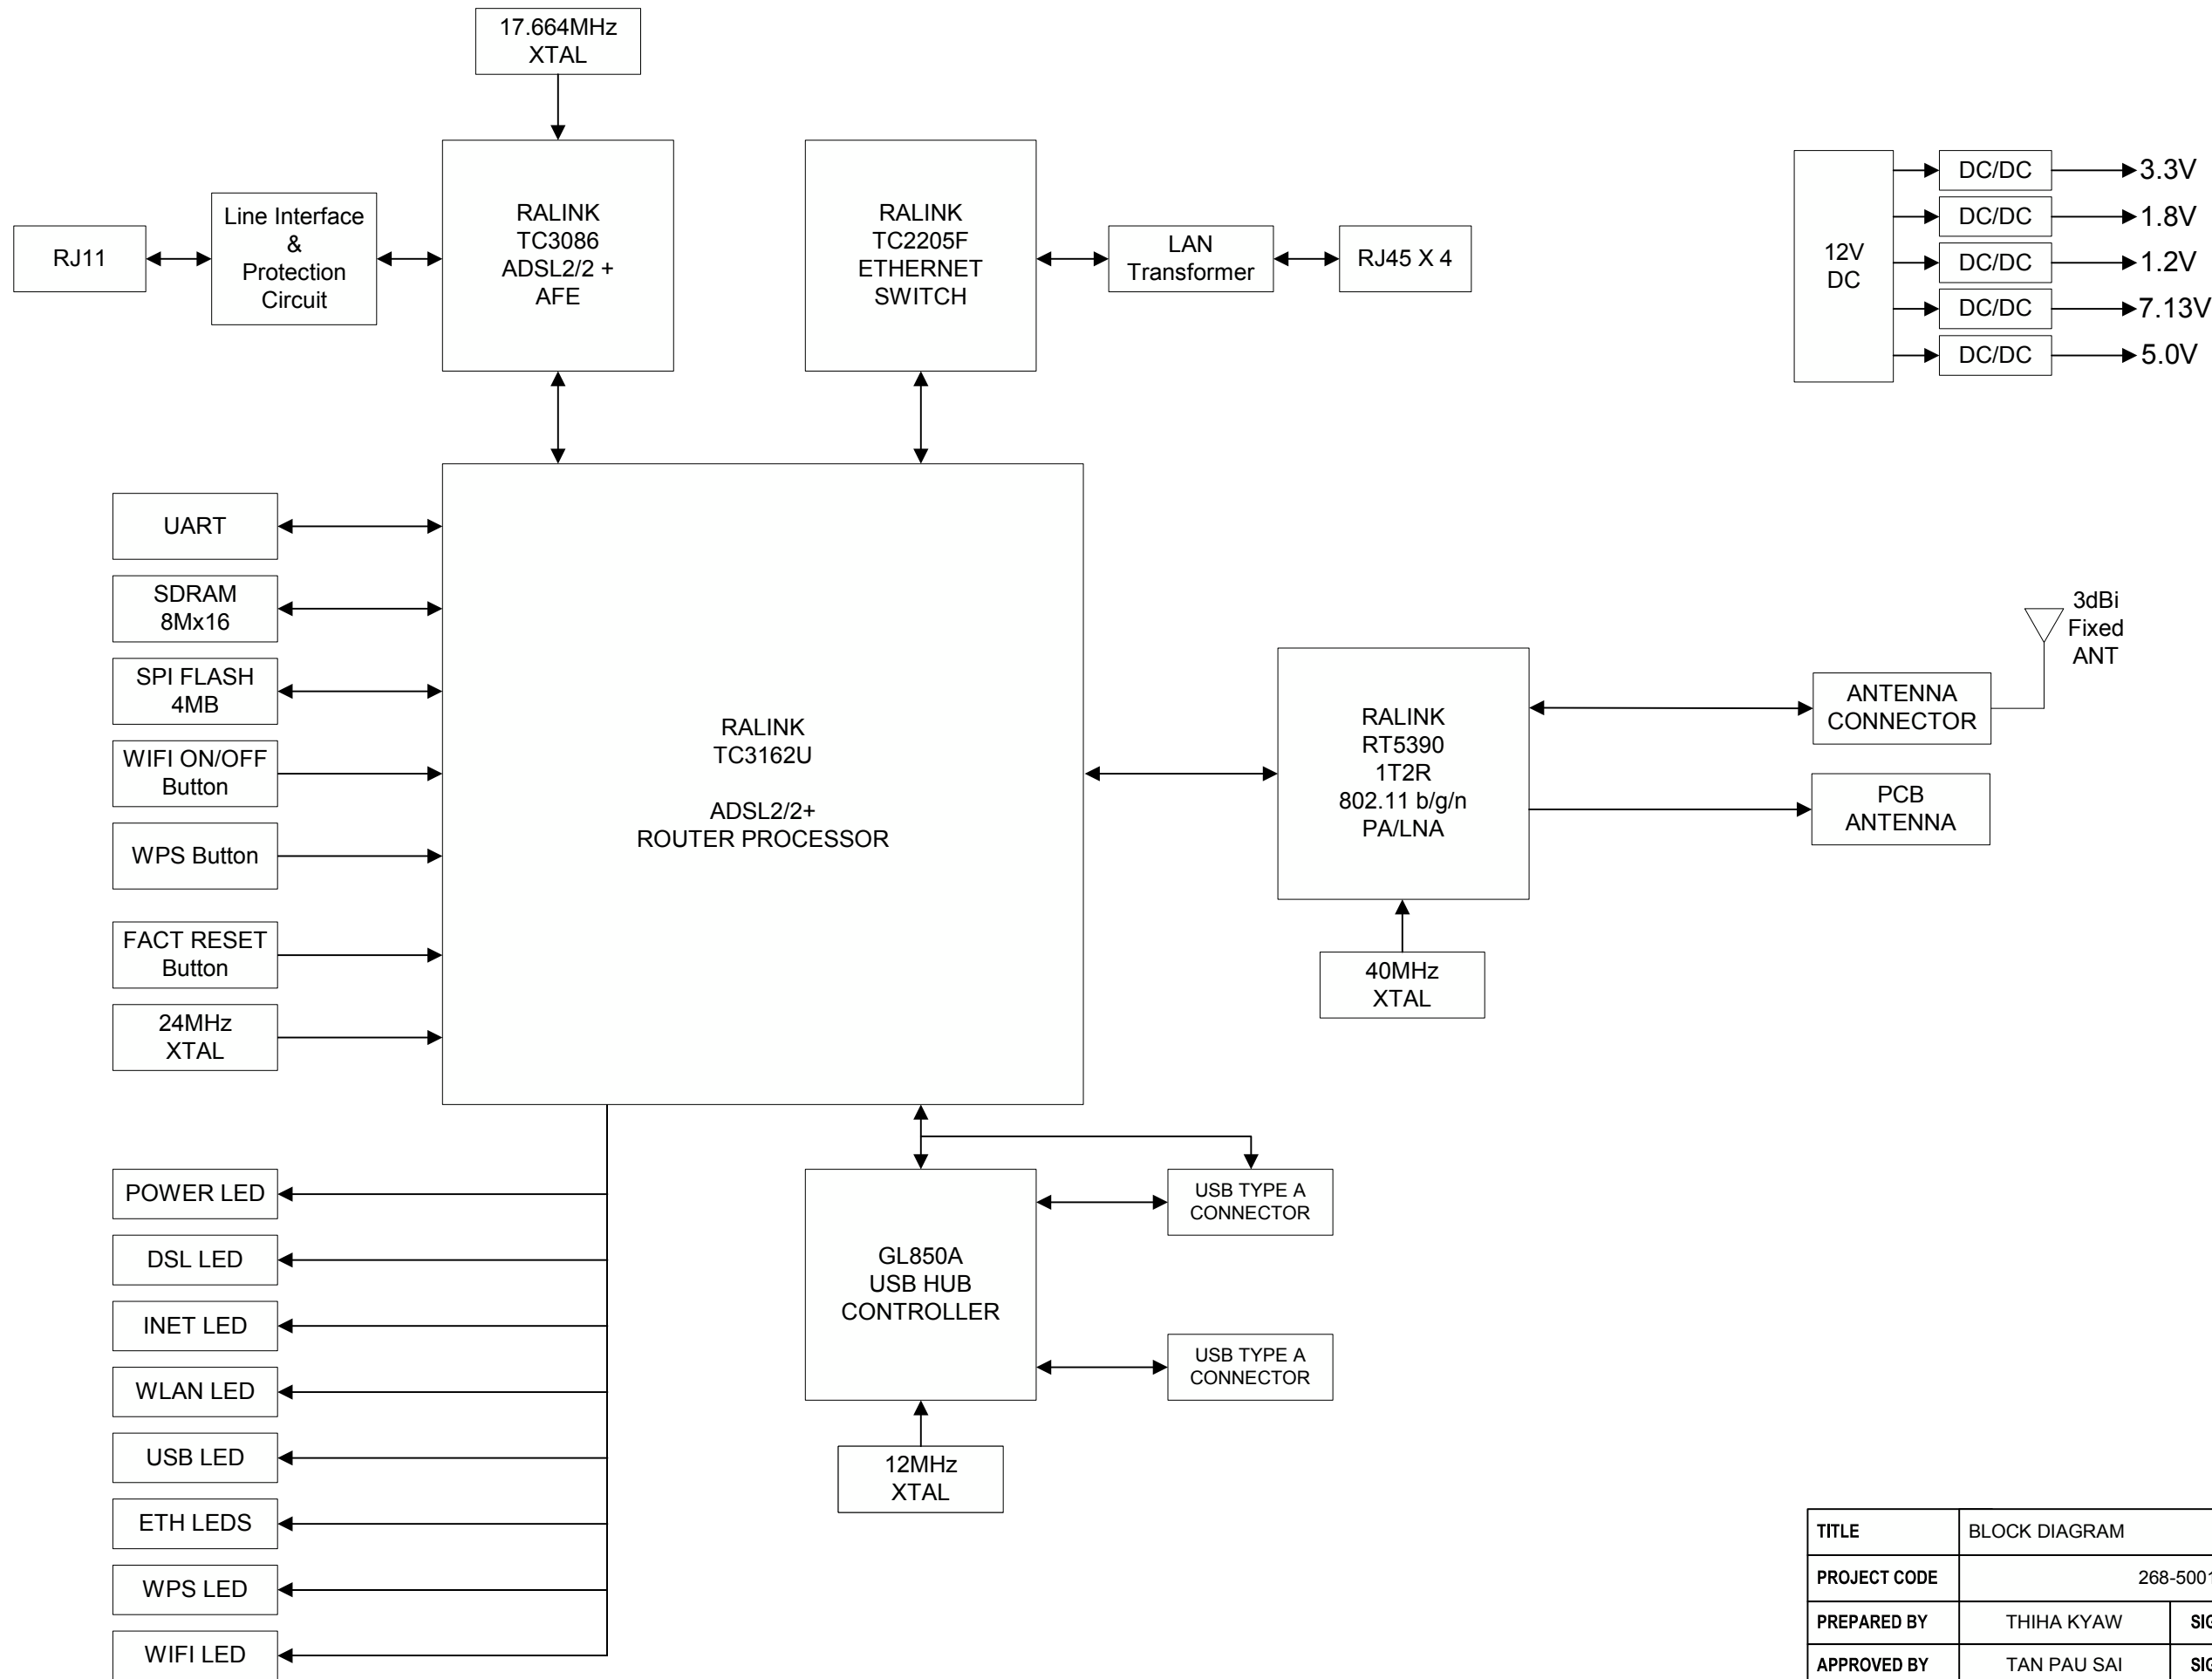 17.664MHz
XTAL
RJ11
Line Interface
&
Protection
Circuit
RALINK
TC3086
ADSL2/2 +
AFE
RALINK
TC2205F
ETHERNET
SWITCH
LAN
Transformer
RJ45 X 4
12V
DC
DC/DC
3.3V
DC/DC
1.8V
DC/DC
1.2V
DC/DC
7.13V
DC/DC
5.0V
UART
SDRAM
8Mx16
SPI FLASH
4MB
WIFI ON/OFF
Button
WPS Button
FACT RESET
Button
24MHz
XTAL
RALINK
TC3162U
ADSL2/2+
ROUTER PROCESSOR
RALINK
RT5390
1T2R
802.11 b/g/n
PA/LNA
40MHz
XTAL
3dBi
Fixed
ANT
ANTENNA
CONNECTOR
PCB
ANTENNA
POWER LED
DSL LED
INET LED
WLAN LED
USB LED
ETH LEDS
WPS LED
WIFI LED
GL850A
USB HUB
CONTROLLER
USB TYPE A
CONNECTOR
USB TYPE A
CONNECTOR
12MHz
XTAL
TITLE BLOCK DIAGRAM
PROJECT CODE 268-5001
PREPARED BY THIHA KYAW
APPROVED BY TAN PAU SAI